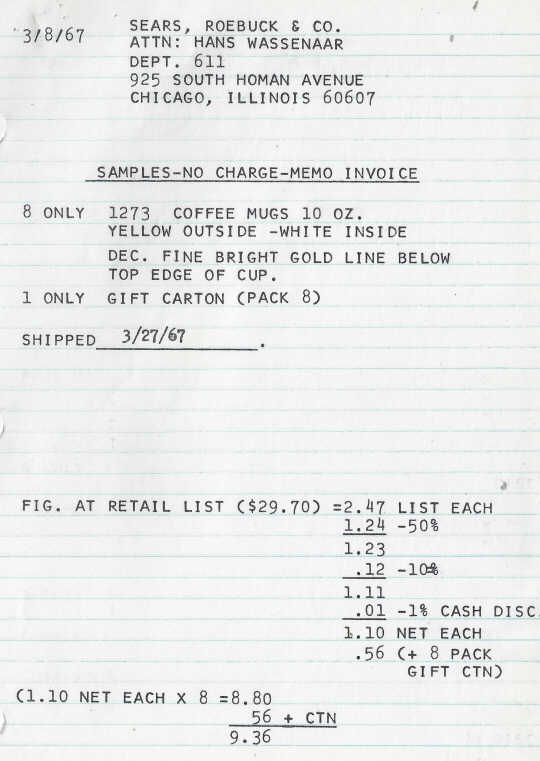 3/8/67
SEARS, ROEBUCK & CO.
ATTN: HANS WASSENAAR
DEPT. 611
925 SOUTH HOMAN AVENUE
CHICAGO, ILLINOIS 60607
SAMPLES-NO CHARGE-MEMO INVOICE
8 ONLY 1273 COFFEE MUGS 10 OZ.
YELLOW OUTSIDE -WHITE INSIDE
DEC. FINE BRIGHT GOLD LINE BELOW
TOP EDGE OF CUP.
1 ONLY GIFT CARTON (PACK 8)
SHIPPED 3/27/67 .
FIG. AT RETAIL LIST ($29.70) =2.47 LIST EACH
1.24 -50%
1.23
.12 -10%
1.11
.01 -1% CASH DISC
1.10 NET EACH
.56 (+ 8 PACK
GIFT CTN)
(1.10 NET EACH X 8 =8.80
56 + CTN
9.36